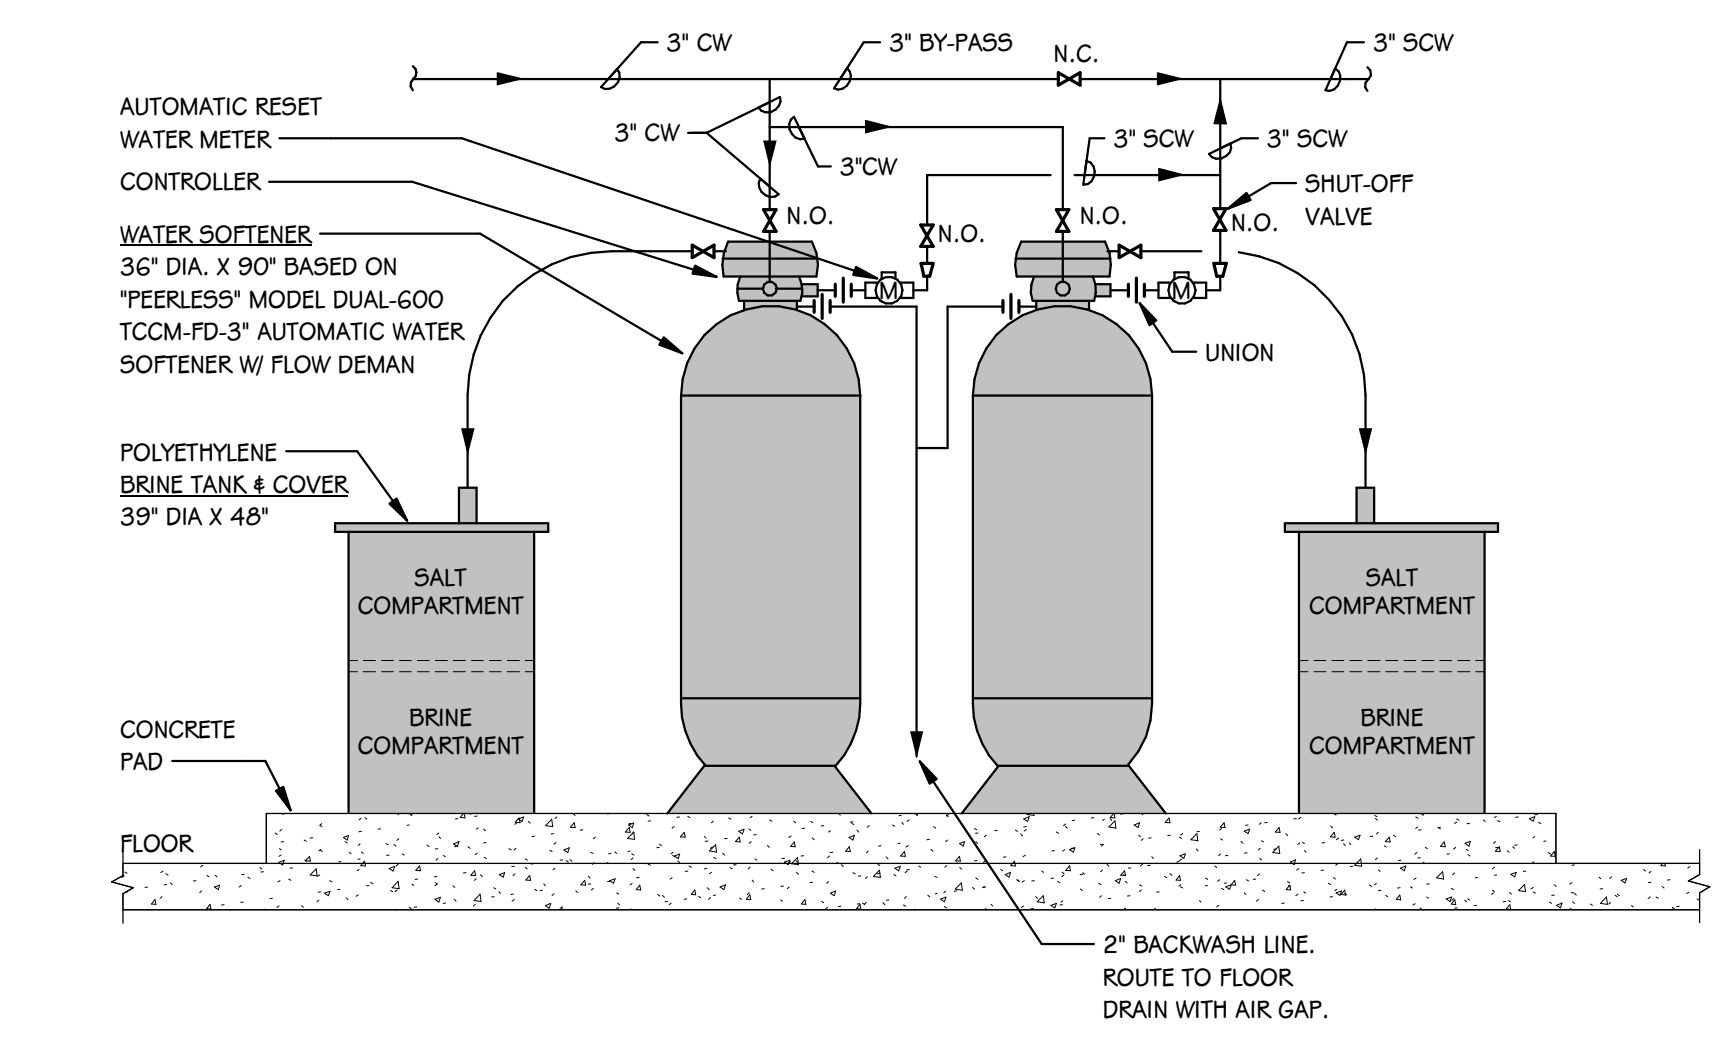 3" CW
3" BY-PASS
N.C.
3" SCW
AUTOMATIC RESET
WATER METER
3" CW
3"CW
3" SCW
3" SCW
CONTROLLER
SHUT-OFF
VALVE
N.O.
N.O.
N.O.
N.O.
WATER SOFTENER
36" DIA. X 90" BASED ON
"PEERLESS" MODEL DUAL-600
TCCM-FD-3" AUTOMATIC WATER
SOFTENER W/ FLOW DEMAN
M
M
UNION
POLYETHYLENE
BRINE TANK & COVER
39" DIA X 48"
SALT
COMPARTMENT
BRINE
COMPARTMENT
SALT
COMPARTMENT
BRINE
COMPARTMENT
CONCRETE
PAD
FLOOR
2" BACKWASH LINE.
ROUTE TO FLOOR
DRAIN WITH AIR GAP.